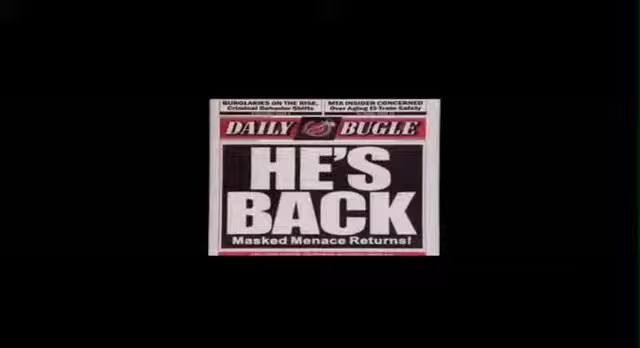 BURGLARIES ON THE RISE,
Criminal Behavior Shifts
MTA INSIDER CONCERNED
Over Aging El-Train Safety
DAILY BUGLE
HE'S
BACK
Masked Menace Returns!